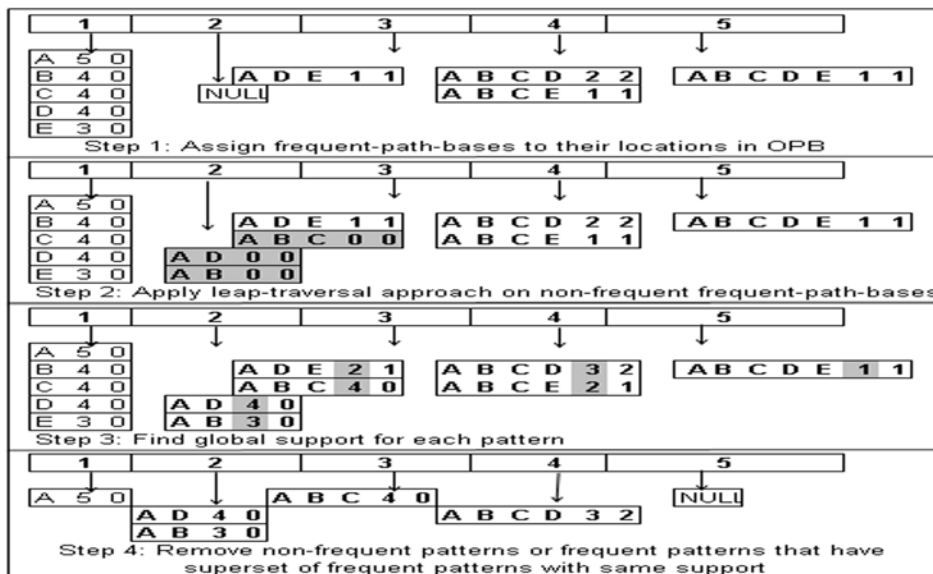 1 2 3 4 5
A 5 0
B 4 0 A D E 1 1 A B C D 2 2 A B C D E 1 1
C 4 0 NULL A B C E 1 1
D 4 0
E 3 0
Step 1: Assign frequent-path-bases to their locations in OPB
1 2 3 4 5
A 5 0
B 4 0 A D E 1 1 A B C D 2 2 A B C D E 1 1
C 4 0 A B C 0 0 A B C E 1 1
D 4 0 A D 0 0
E 3 0 A B 0 0
Step 2: Apply leap-traversal approach on non-frequent frequent-path-bases
1 2 3 4 5
A 5 0
B 4 0 A D E 2 1 A B C D 3 2 A B C D E 1 1
C 4 0 A B C 4 0 A B C E 2 1
D 4 0 A D 4 0
E 3 0 A B 3 0
Step 3: Find global support for each pattern
1 2 3 4 5
A 5 0 A B C 4 0 NULL
A D 4 0 A B C D 3 2
A B 3 0
Step 4: Remove non-frequent patterns or frequent patterns that have
superset of frequent patterns with same support